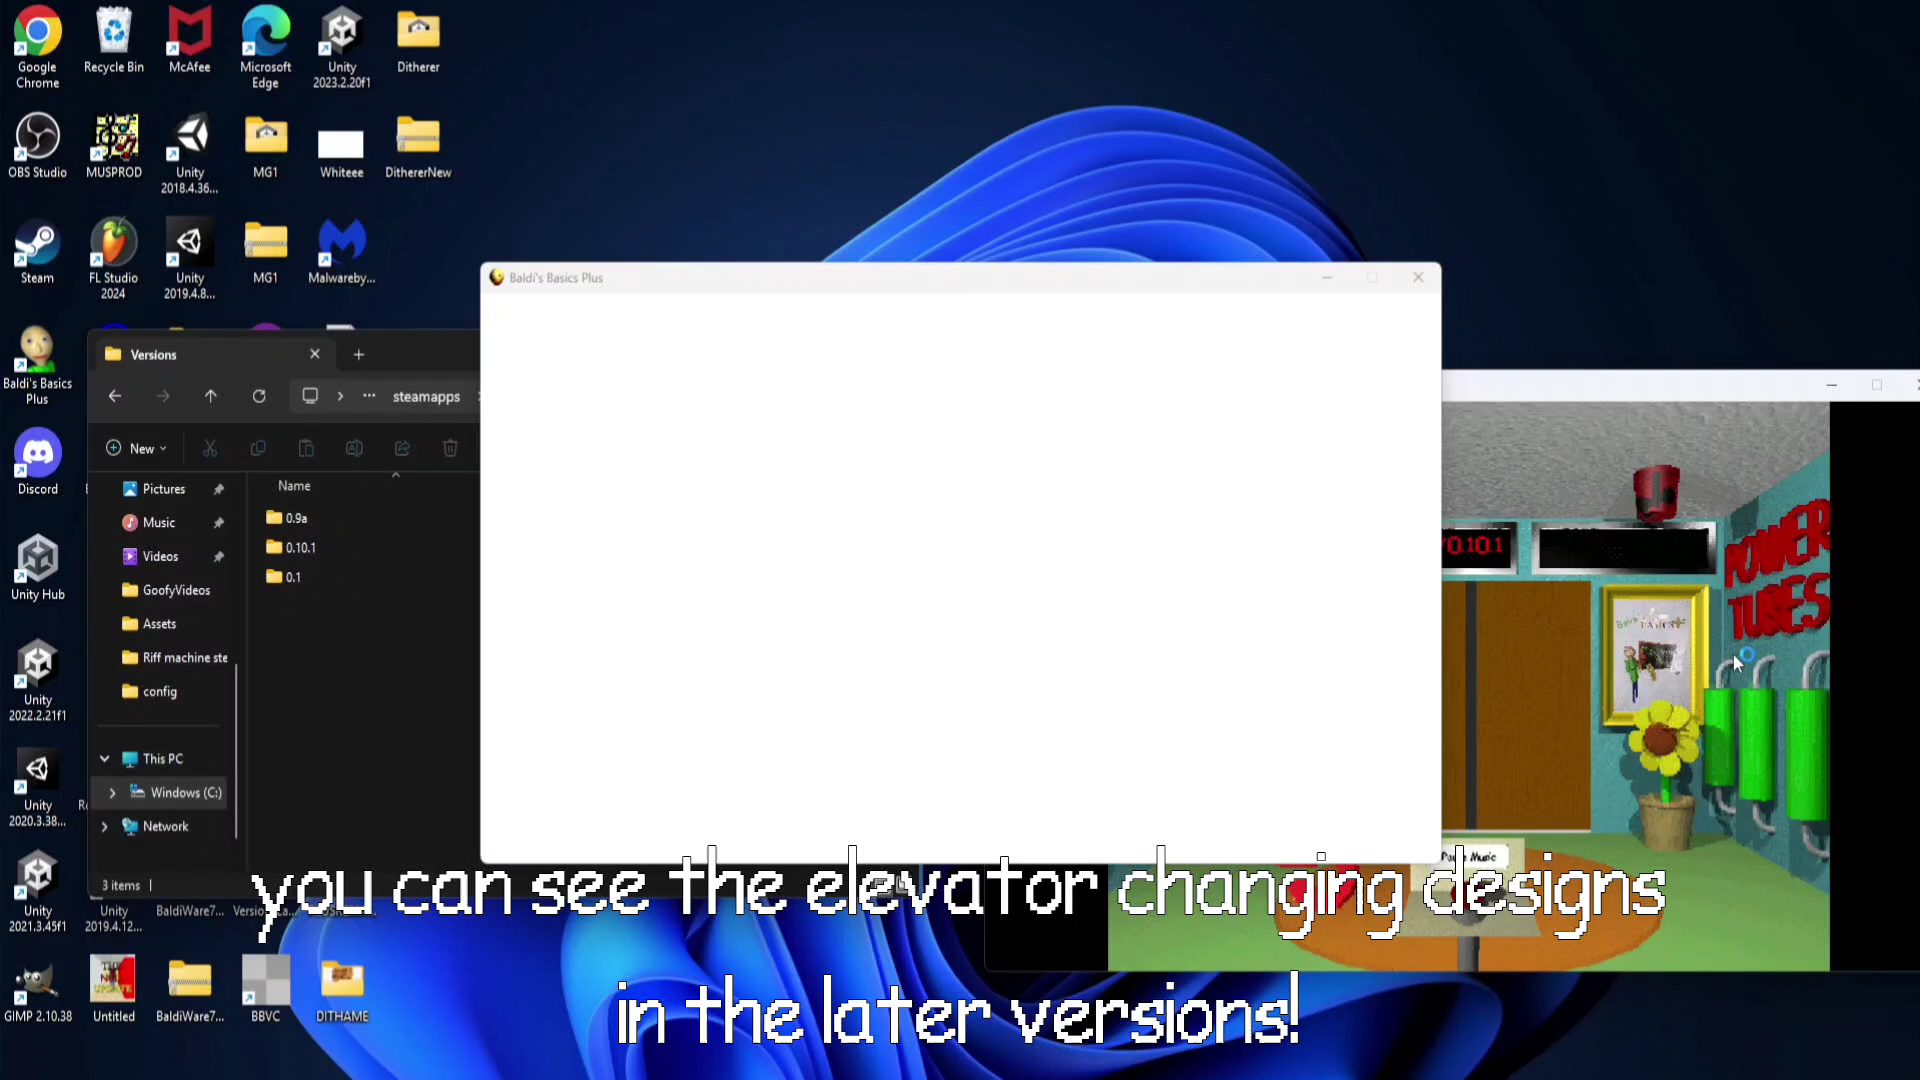 Google Chrome
Recycle Bin
McAfee
Microsoft Edge
Unity 2023.2.20f1
Ditherer
OBS Studio
MUSPROD
Unity 2018.4.36...
MG1
Whiteee
DithererNew
Steam
FL Studio 2024
Unity 2019.4.8...
MG1
Malwareby...
Baldi's Basics Plus
Baldi's Basics Plus
Versions
steamapps
New
Discord
Pictures
Name
Music
0.9a
Videos
0.10.1
GoofyVideos
0.1
Assets
Riff machine ste
config
Unity Hub
V0.10.1
POWER
TUBES
Unity 2022.2.21f1
This PC
Windows (C:)
Network
Unity 2020.3.38...
3 items
Unity 2021.3.45f1
Unity 2019.4.12...
BaldiWare7...
you can see the elevator changing designs
in the later versions!
GIMP 2.10.38
THE
UPDATE
Untitled
BaldiWare7...
BBVC
DITHAME